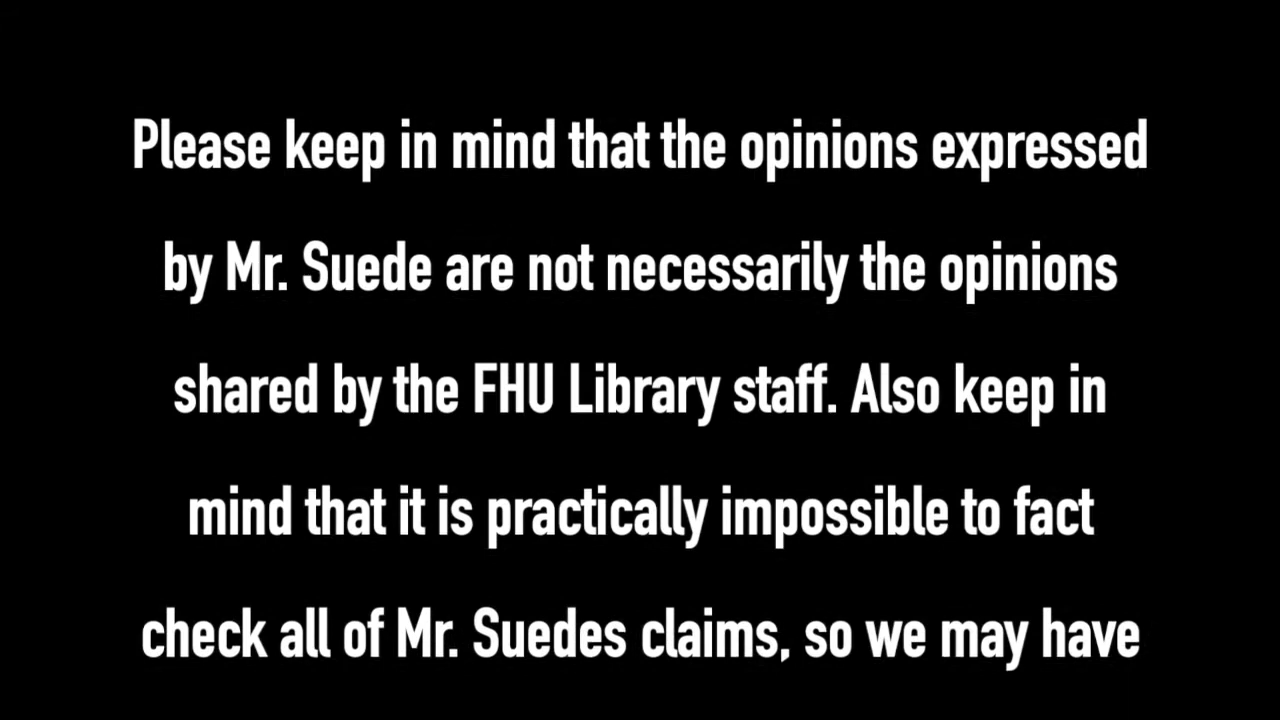 Please keep in mind that the opinions expressed
by Mr. Suede are not necessarily the opinions
shared by the FHU Library staff. Also keep in
mind that it is practically impossible to fact
check all of Mr. Suedes claims, so we may have